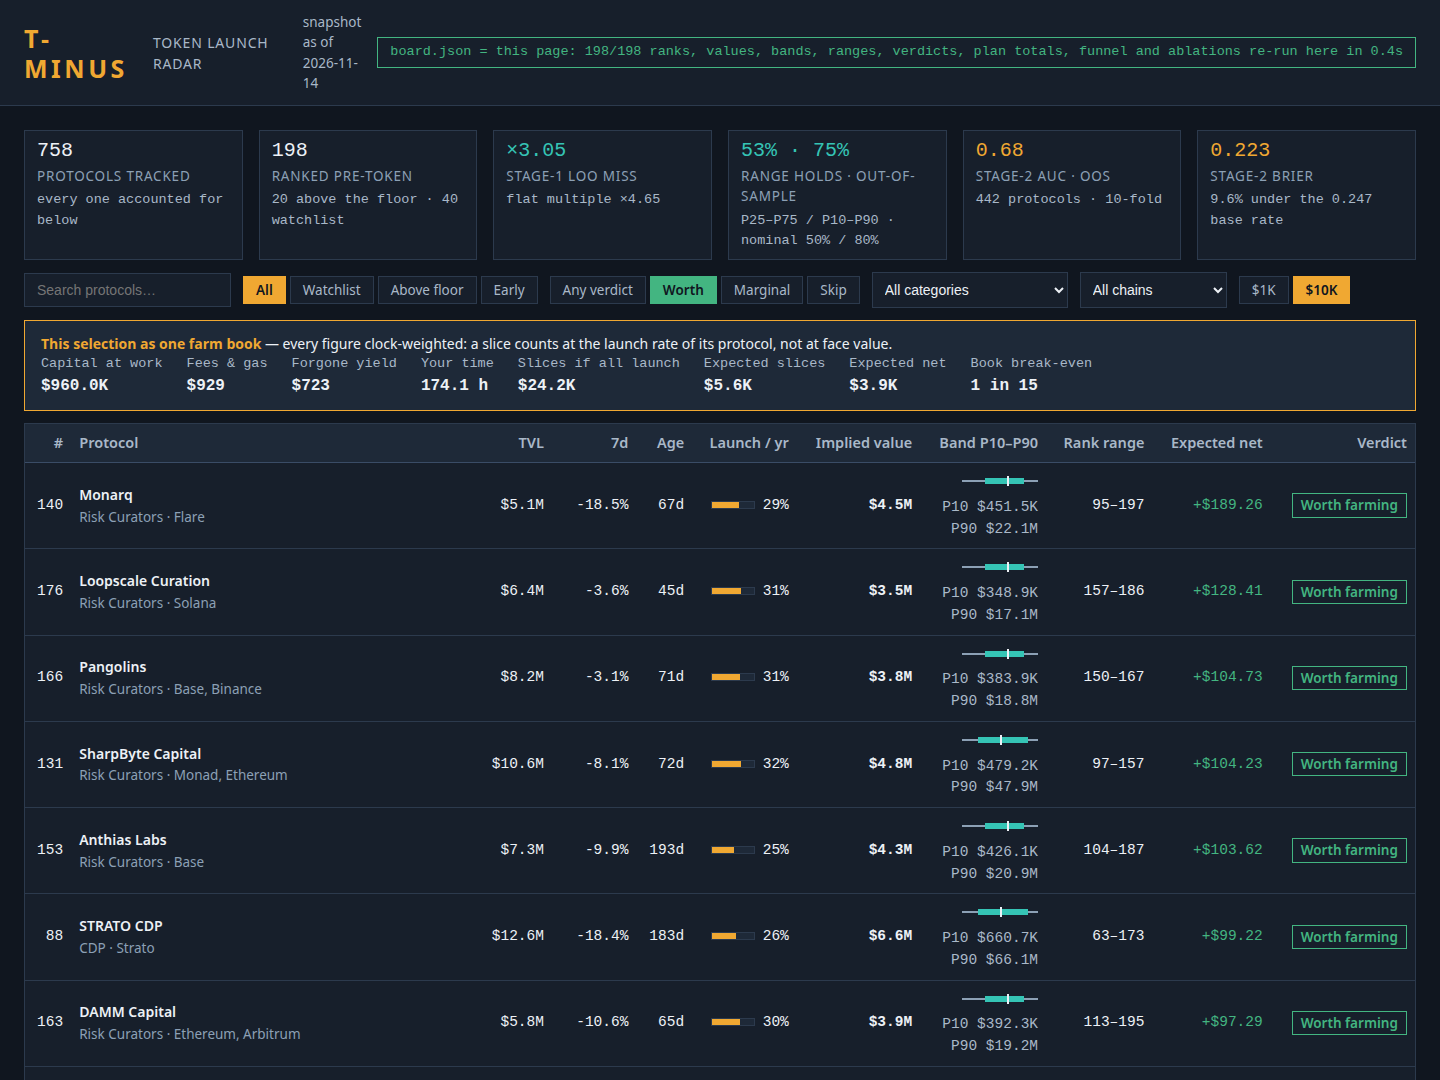 T-
MINUS
TOKEN LAUNCH
RADAR
snapshot
as of
2026-11-
14
board.json = this page: 198/198 ranks, values, bands, ranges, verdicts, plan totals, funnel and ablations re-run here in 0.4s
758
PROTOCOLS TRACKED
every one accounted for
below
198
RANKED PRE-TOKEN
20 above the floor · 40
watchlist
×3.05
STAGE-1 LOO MISS
flat multiple ×4.65
53% · 75%
RANGE HOLDS · OUT-OF-
SAMPLE
P25–P75 / P10–P90 ·
nominal 50% / 80%
0.68
STAGE-2 AUC · OOS
442 protocols · 10-fold
0.223
STAGE-2 BRIER
9.6% under the 0.247
base rate
Search protocols…
All Watchlist Above floor Early Any verdict Worth Marginal Skip All categories All chains $1K $10K
This selection as one farm book — every figure clock-weighted: a slice counts at the launch rate of its protocol, not at face value.
Capital at work Fees & gas Forgone yield Your time Slices if all launch Expected slices Expected net Book break-even
$960.0K $929 $723 174.1 h $24.2K $5.6K $3.9K 1 in 15
# Protocol TVL 7d Age Launch / yr Implied value Band P10–P90 Rank range Expected net Verdict
140 Monarq $5.1M -18.5% 67d 29% $4.5M 95–197 +$189.26 Worth farming
Risk Curators · Flare
P10 $451.5K
P90 $22.1M
176 Loopscale Curation $6.4M -3.6% 45d 31% $3.5M 157–186 +$128.41 Worth farming
Risk Curators · Solana
P10 $348.9K
P90 $17.1M
166 Pangolins $8.2M -3.1% 71d 31% $3.8M 150–167 +$104.73 Worth farming
Risk Curators · Base, Binance
P10 $383.9K
P90 $18.8M
131 SharpByte Capital $10.6M -8.1% 72d 32% $4.8M 97–157 +$104.23 Worth farming
Risk Curators · Monad, Ethereum
P10 $479.2K
P90 $47.9M
153 Anthias Labs $7.3M -9.9% 193d 25% $4.3M 104–187 +$103.62 Worth farming
Risk Curators · Base
P10 $426.1K
P90 $20.9M
88 STRATO CDP $12.6M -18.4% 183d 26% $6.6M 63–173 +$99.22 Worth farming
CDP · Strato
P10 $660.7K
P90 $66.1M
163 DAMM Capital $5.8M -10.6% 65d 30% $3.9M 113–195 +$97.29 Worth farming
Risk Curators · Ethereum, Arbitrum
P10 $392.3K
P90 $19.2M